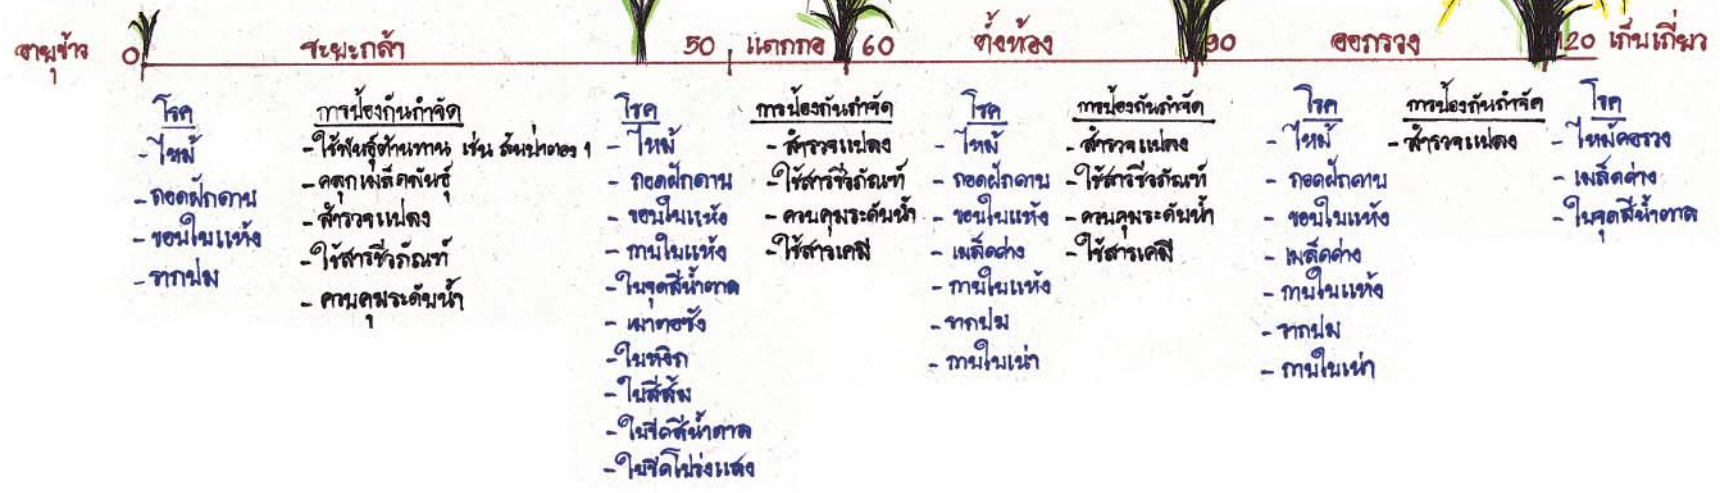 อายุข้าว 0 ระยะกล้า 50 แตกกอ 60 ตั้งท้อง 90 ออกรวง 120 เก็บเกี่ยว
โรค
- ไหม้
- ถอดฝักดาบ
- ขอบใบแห้ง
- รากปม
การป้องกันกำจัด
- ใช้พันธุ์ต้านทาน เช่น สันป่าตอง 1
- คลุกเมล็ดพันธุ์
- สำรวจแปลง
- ใช้สารชีวภัณฑ์
- ควบคุมระดับน้ำ
โรค
- ไหม้
- ถอดฝักดาบ
- ขอบใบแห้ง
- กาบใบแห้ง
- ใบจุดสีน้ำตาล
- เมาตอซัง
- ใบหงิก
- ใบสีส้ม
- ใบขีดสีน้ำตาล
- ใบขีดโปร่งแสง
การป้องกันกำจัด
- สำรวจแปลง
- ใช้สารชีวภัณฑ์
- ควบคุมระดับน้ำ
- ใช้สารเคมี
โรค
- ไหม้
- ถอดฝักดาบ
- ขอบใบแห้ง
- เมล็ดด่าง
- กาบใบแห้ง
- รากปม
- กาบใบเน่า
การป้องกันกำจัด
- สำรวจแปลง
- ใช้สารชีวภัณฑ์
- ควบคุมระดับน้ำ
- ใช้สารเคมี
โรค
- ไหม้
- ถอดฝักดาบ
- ขอบใบแห้ง
- เมล็ดด่าง
- กาบใบแห้ง
- รากปม
- กาบใบเน่า
การป้องกันกำจัด
- สำรวจแปลง
โรค
- ไหม้คอรวง
- เมล็ดด่าง
- ใบจุดสีน้ำตาล